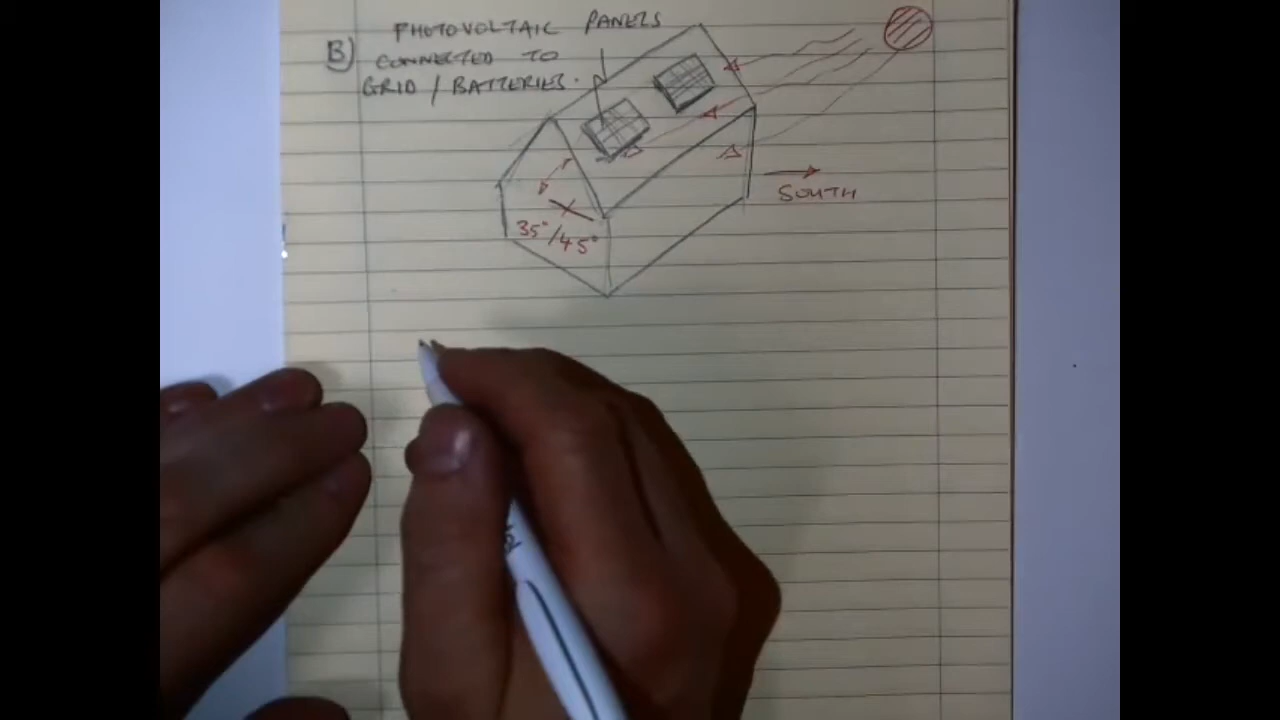 B) PHOTOVOLTAIC PANELS
CONNECTED TO
GRID / BATTERIES.
SOUTH
35°/45°